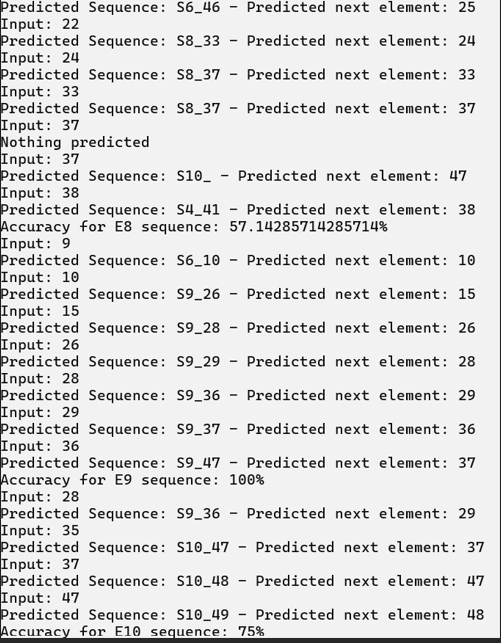 Predicted Sequence: S6_46 - Predicted next element: 25
Input: 22
Predicted Sequence: S8_33 - Predicted next element: 24
Input: 24
Predicted Sequence: S8_37 - Predicted next element: 33
Input: 33
Predicted Sequence: S8_37 - Predicted next element: 37
Input: 37
Nothing predicted
Input: 37
Predicted Sequence: S10_ - Predicted next element: 47
Input: 38
Predicted Sequence: S4_41 - Predicted next element: 38
Accuracy for E8 sequence: 57.14285714285714%
Input: 9
Predicted Sequence: S6_10 - Predicted next element: 10
Input: 10
Predicted Sequence: S9_26 - Predicted next element: 15
Input: 15
Predicted Sequence: S9_28 - Predicted next element: 26
Input: 26
Predicted Sequence: S9_29 - Predicted next element: 28
Input: 28
Predicted Sequence: S9_36 - Predicted next element: 29
Input: 29
Predicted Sequence: S9_37 - Predicted next element: 36
Input: 36
Predicted Sequence: S9_47 - Predicted next element: 37
Accuracy for E9 sequence: 100%
Input: 28
Predicted Sequence: S9_36 - Predicted next element: 29
Input: 35
Predicted Sequence: S10_47 - Predicted next element: 37
Input: 37
Predicted Sequence: S10_48 - Predicted next element: 47
Input: 47
Predicted Sequence: S10_49 - Predicted next element: 48
Accuracy for E10 sequence: 75%